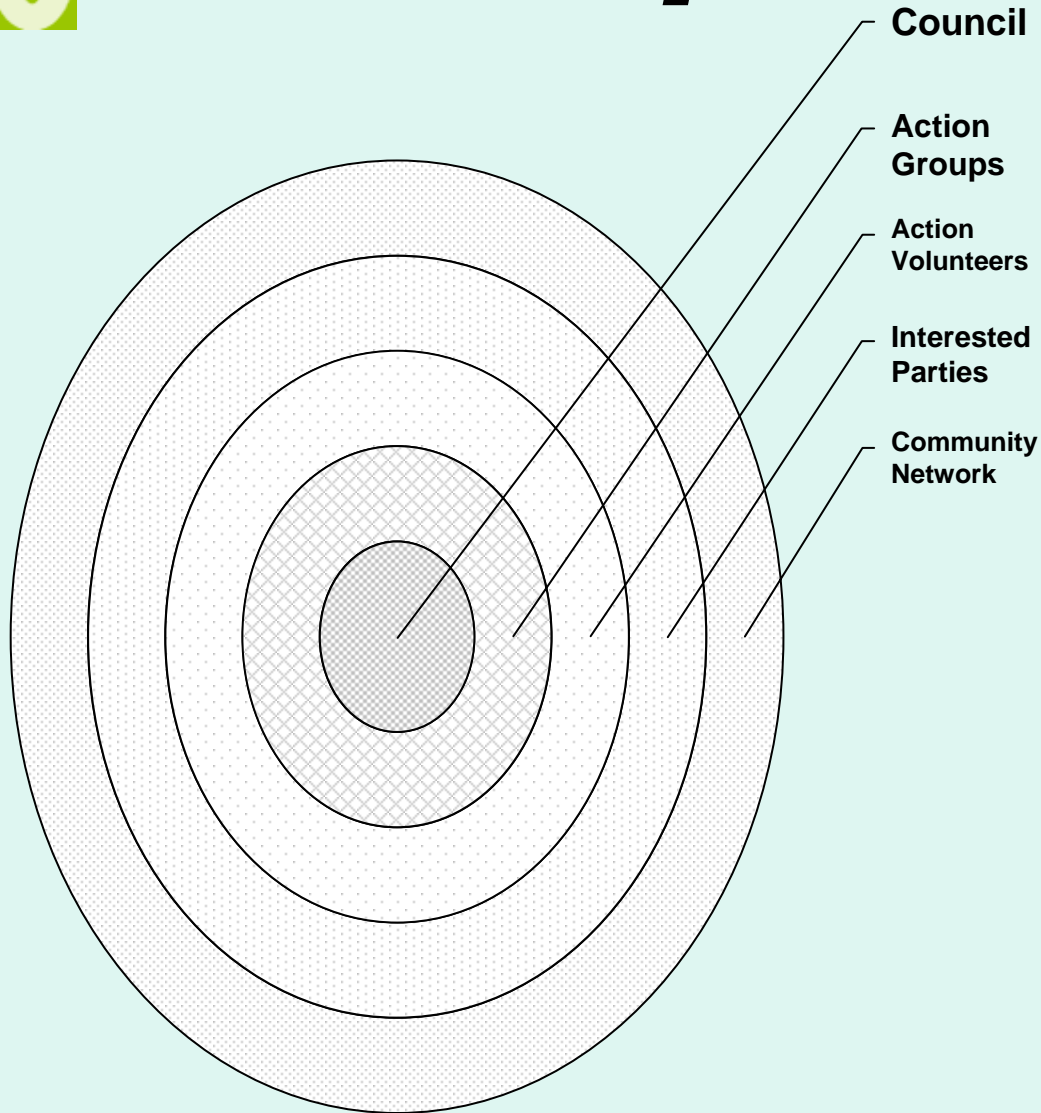 Council
Action
Groups
Action
Volunteers
Interested
Parties
Community
Network